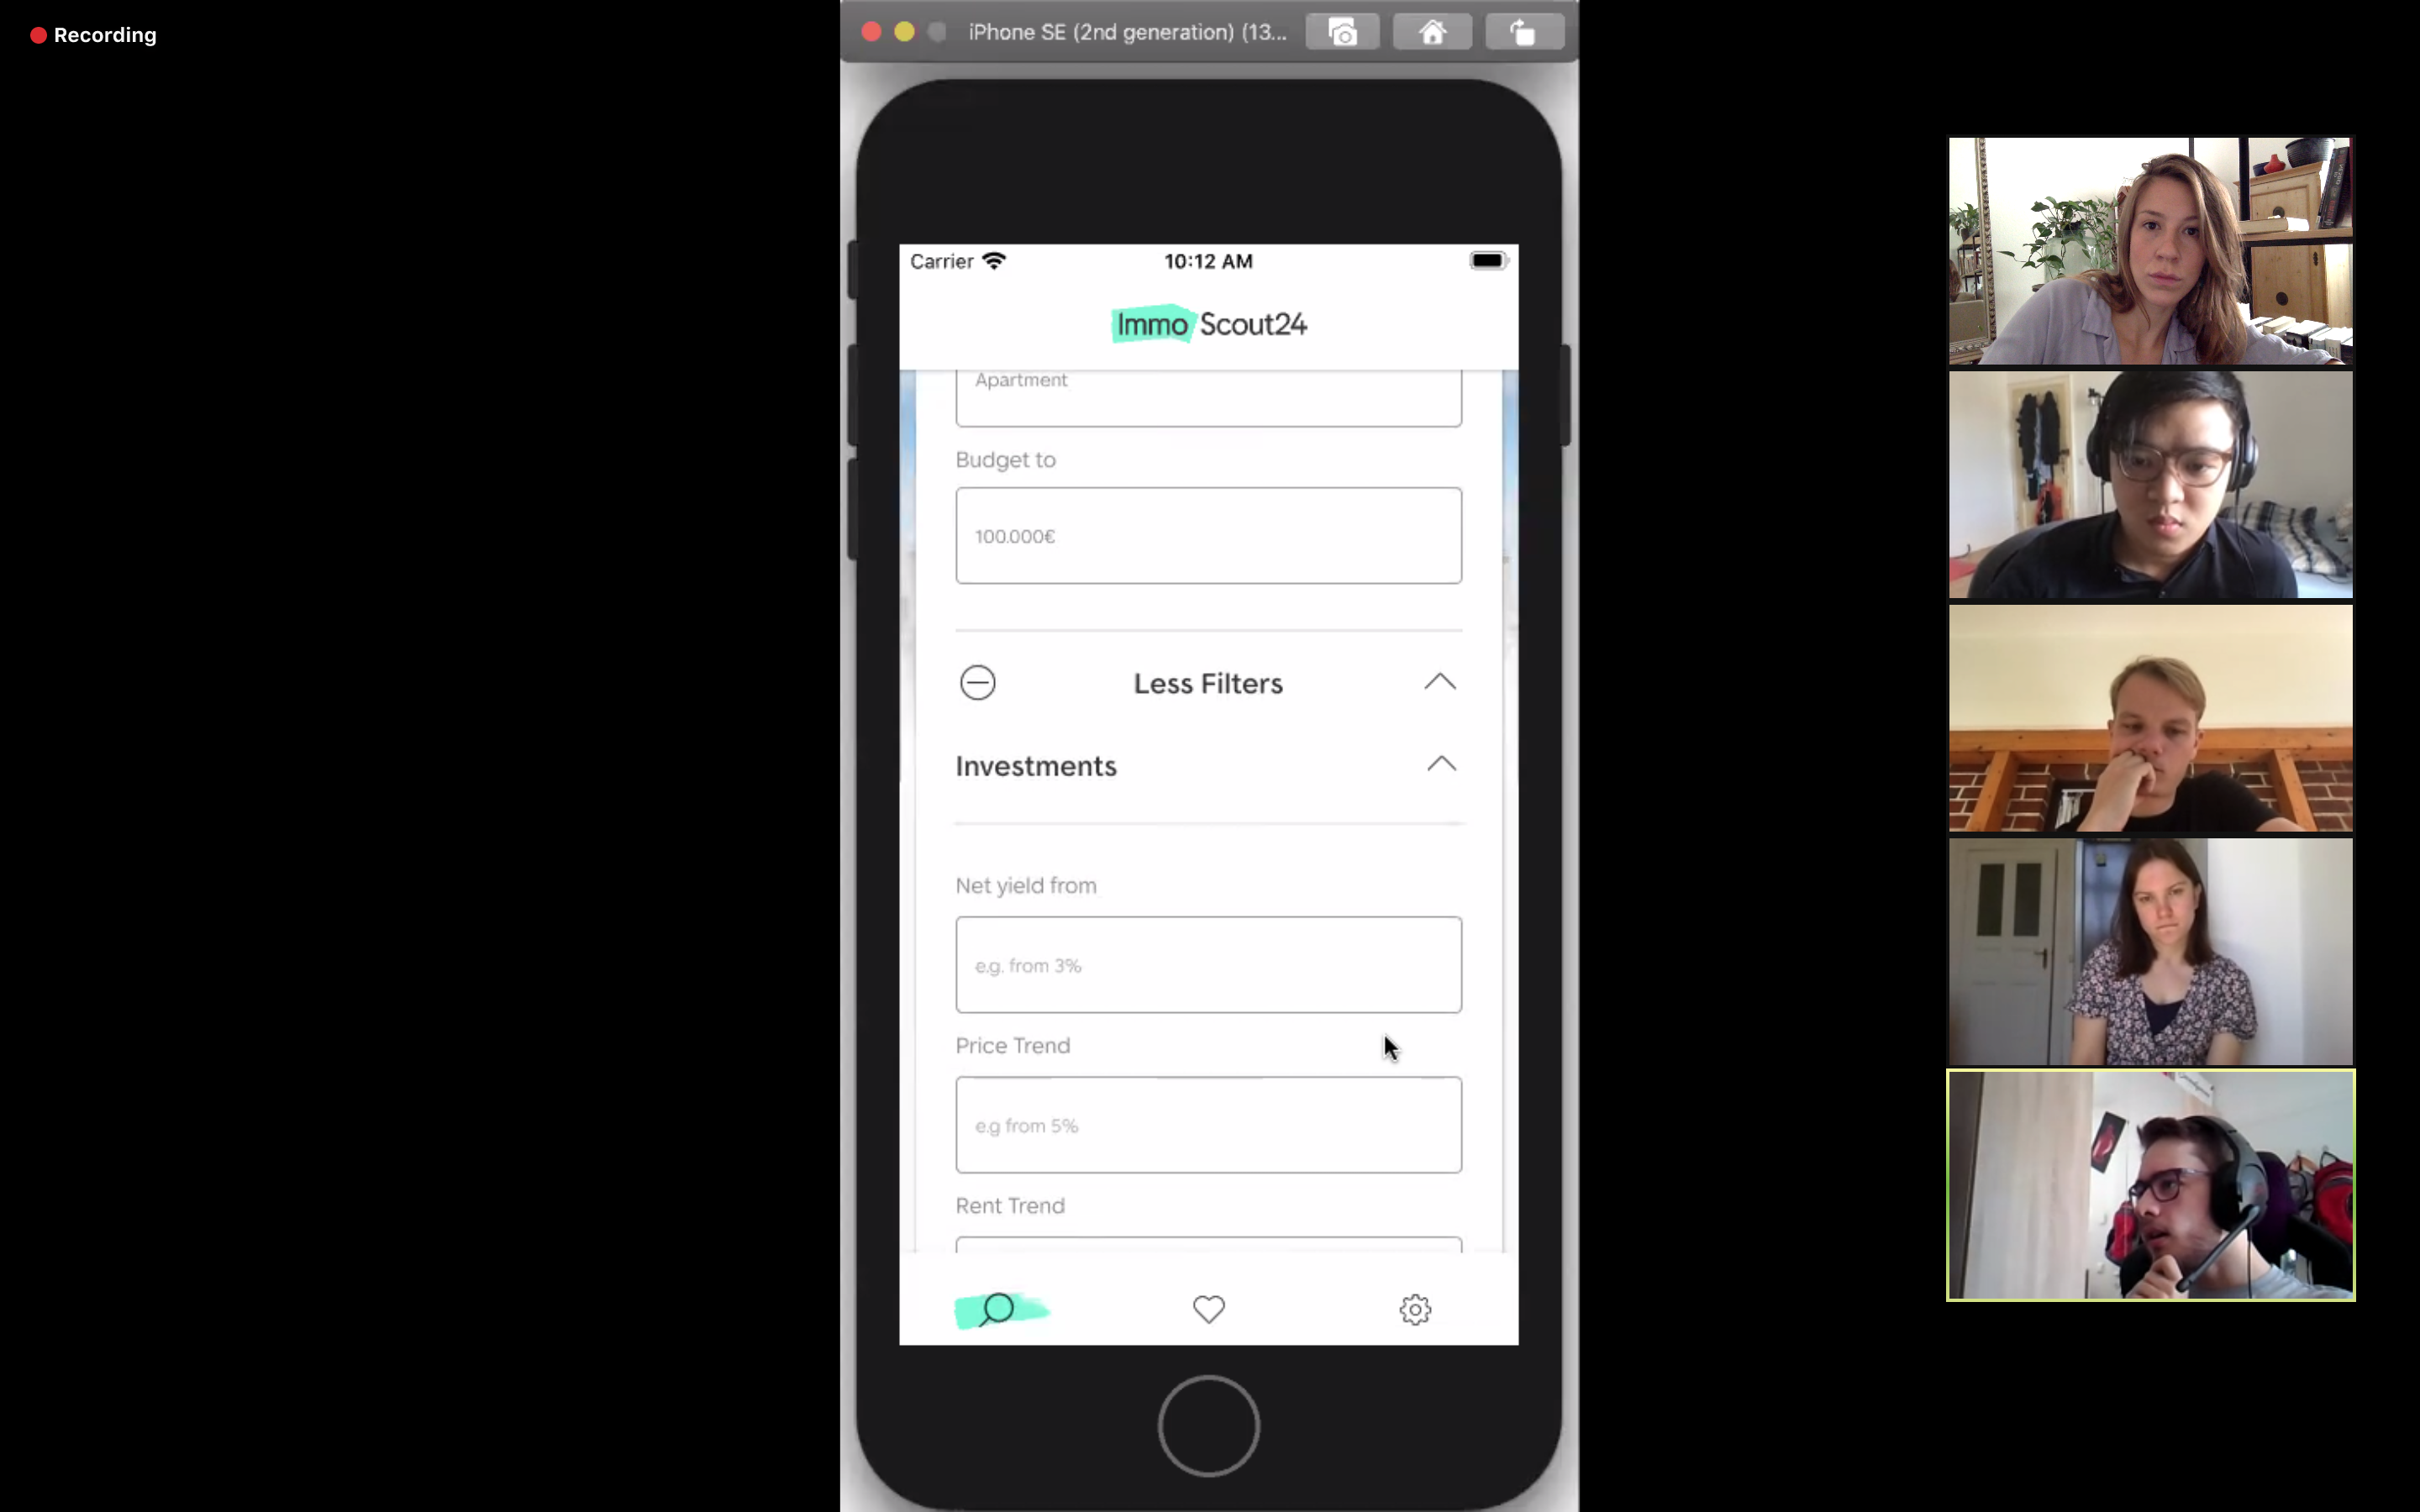 Recording
iPhone SE (2nd generation) (13...
Carrier
10:12 AM
Immo Scout24
Apartment
Budget to
100.000€
Less Filters
Investments
Net yield from
e.g. from 3%
Price Trend
e.g from 5%
Rent Trend